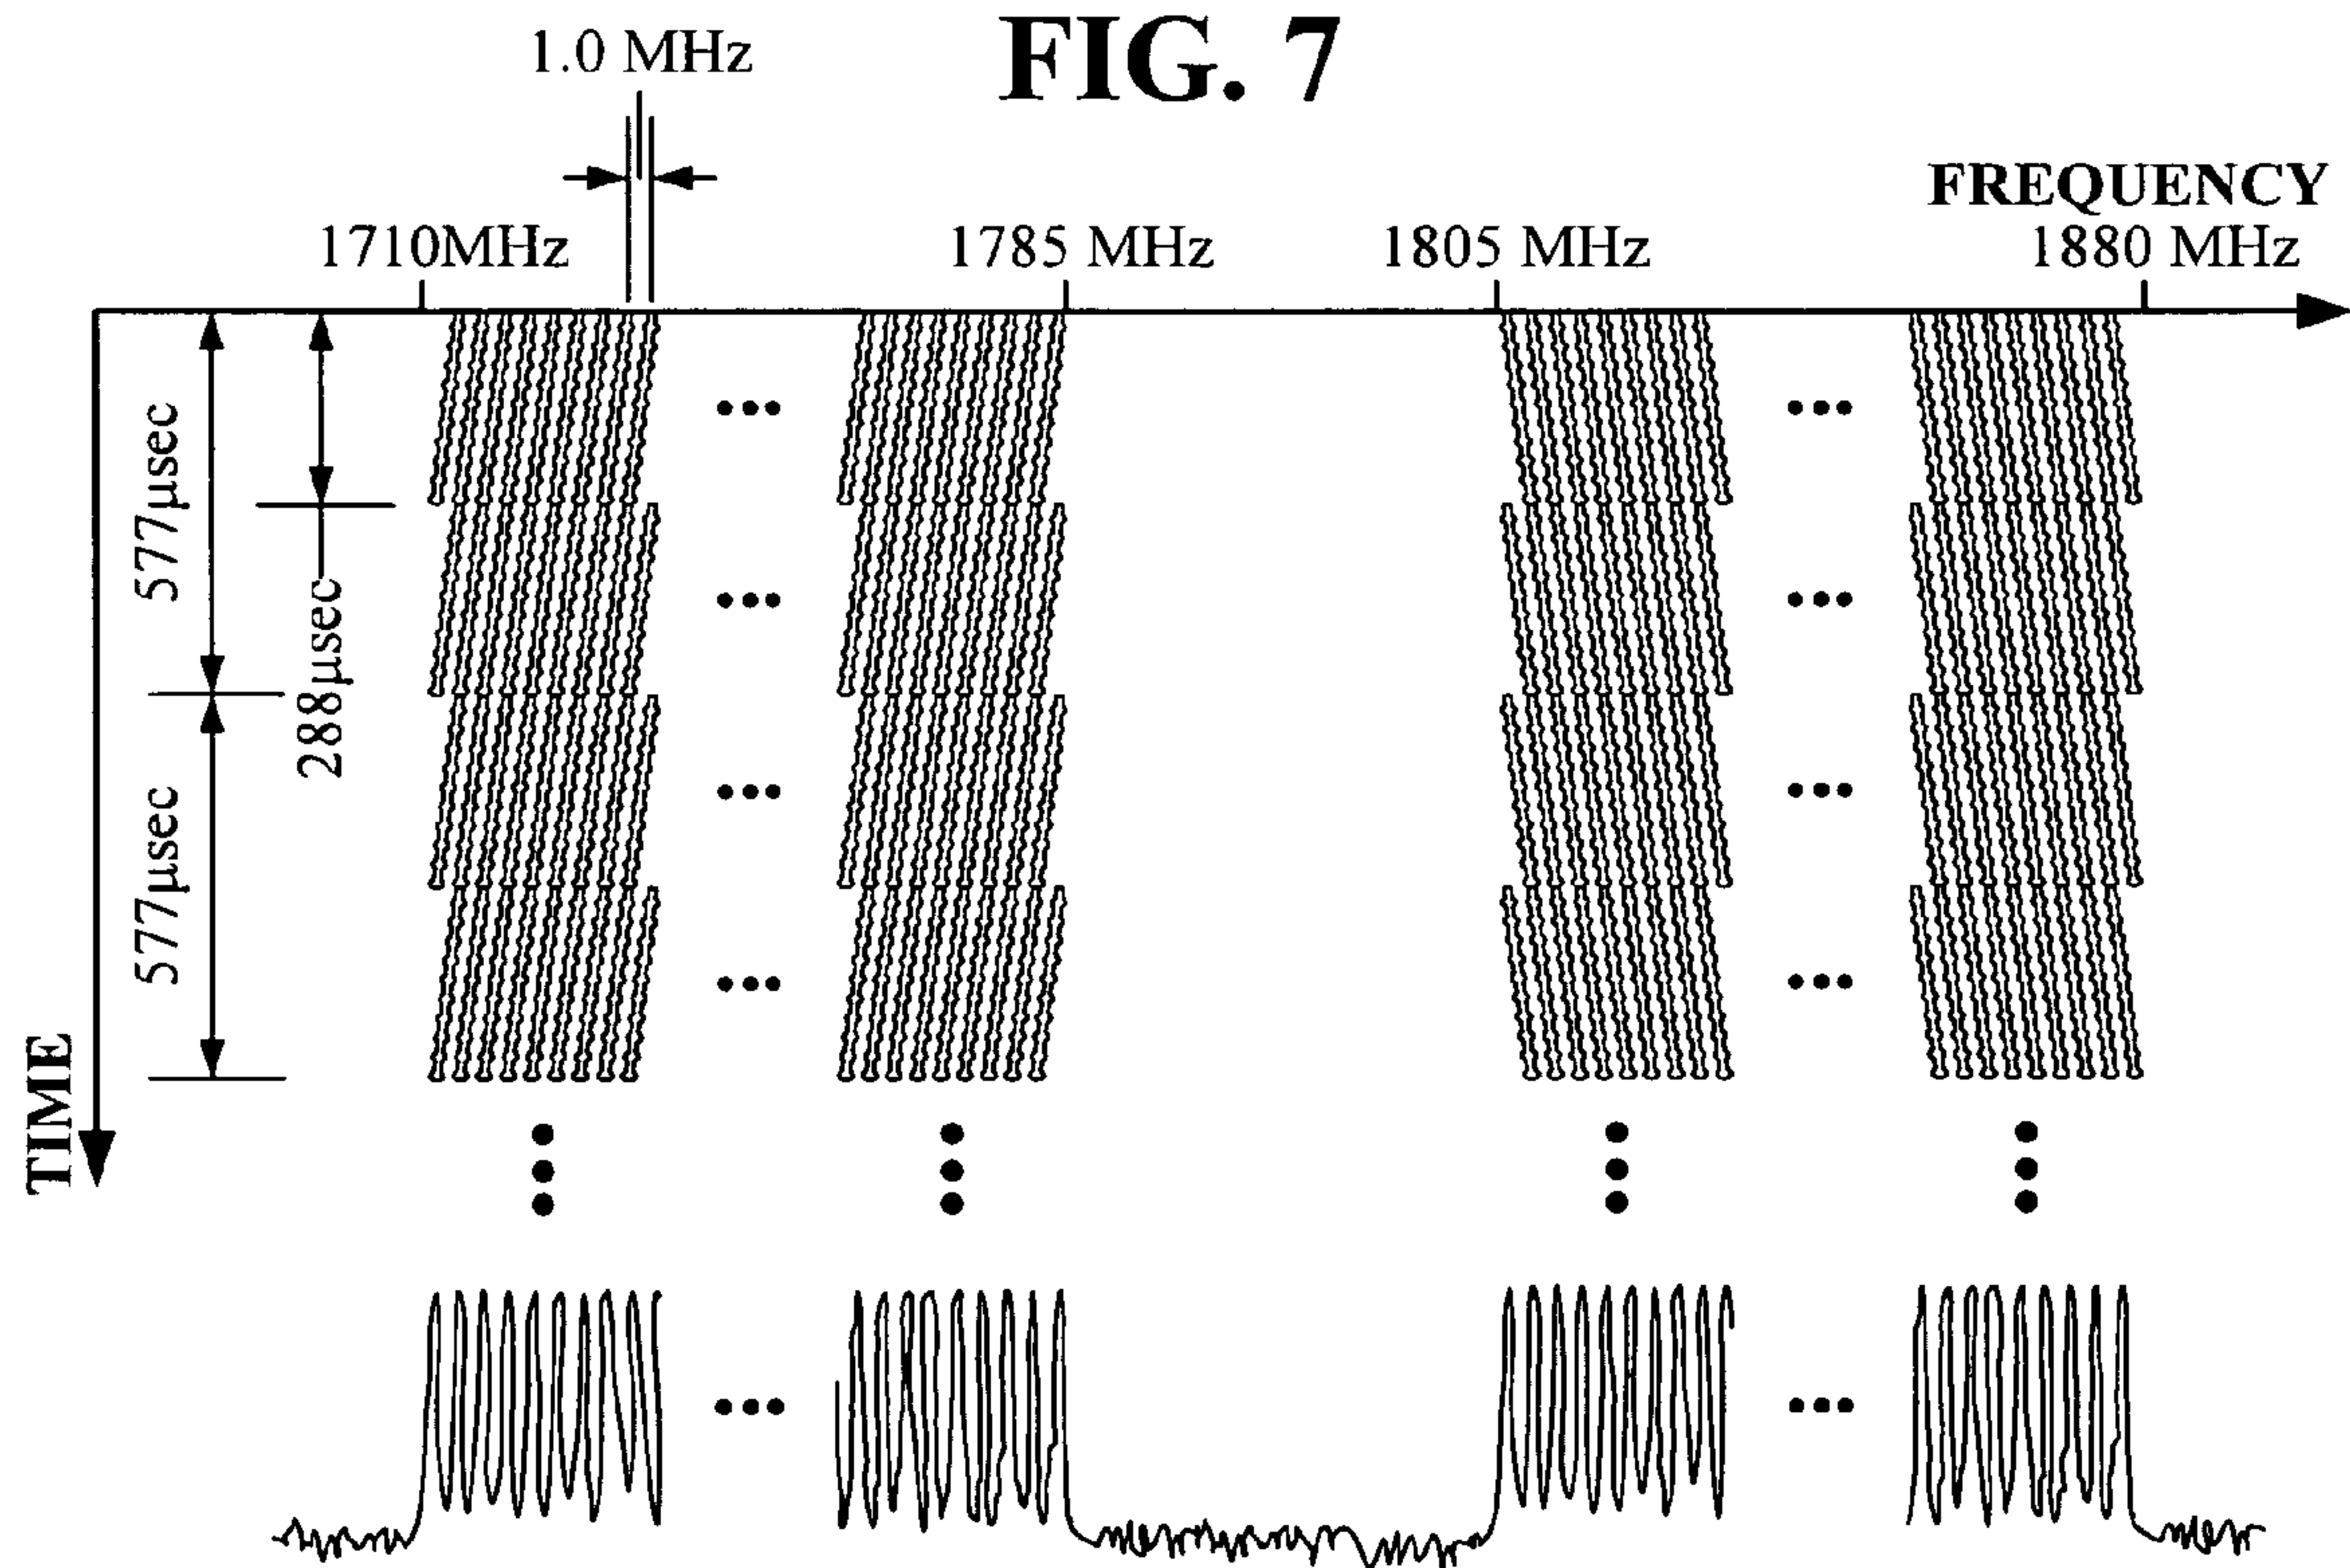 FIG. 7
1.0 MHz
FREQUENCY
1710MHz
1785 MHz
1805 MHz
1880 MHz
577µsec
288µsec
577µsec
TIME